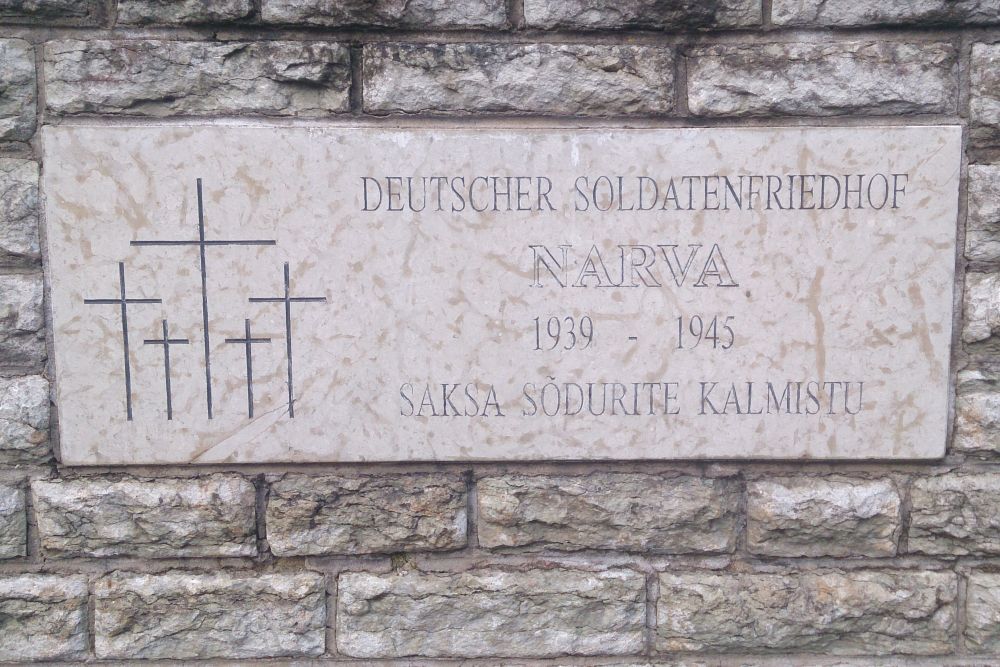 DEUTSCHER SOLDATENFRIEDHOF
NARVA
1939 - 1945
SAKSA SÕDURITE KALMISTU